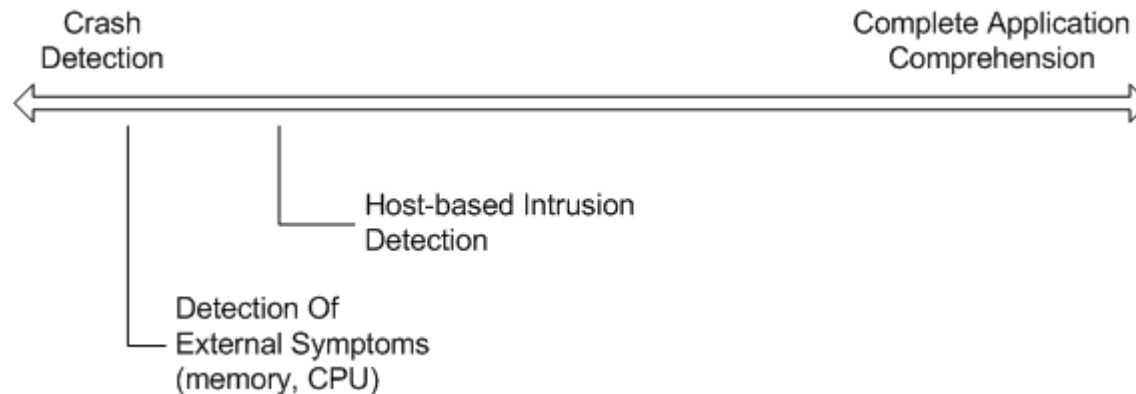 Crash
Detection
Complete Application
Comprehension
Host-based Intrusion
Detection
Detection Of
External Symptoms
(memory, CPU)